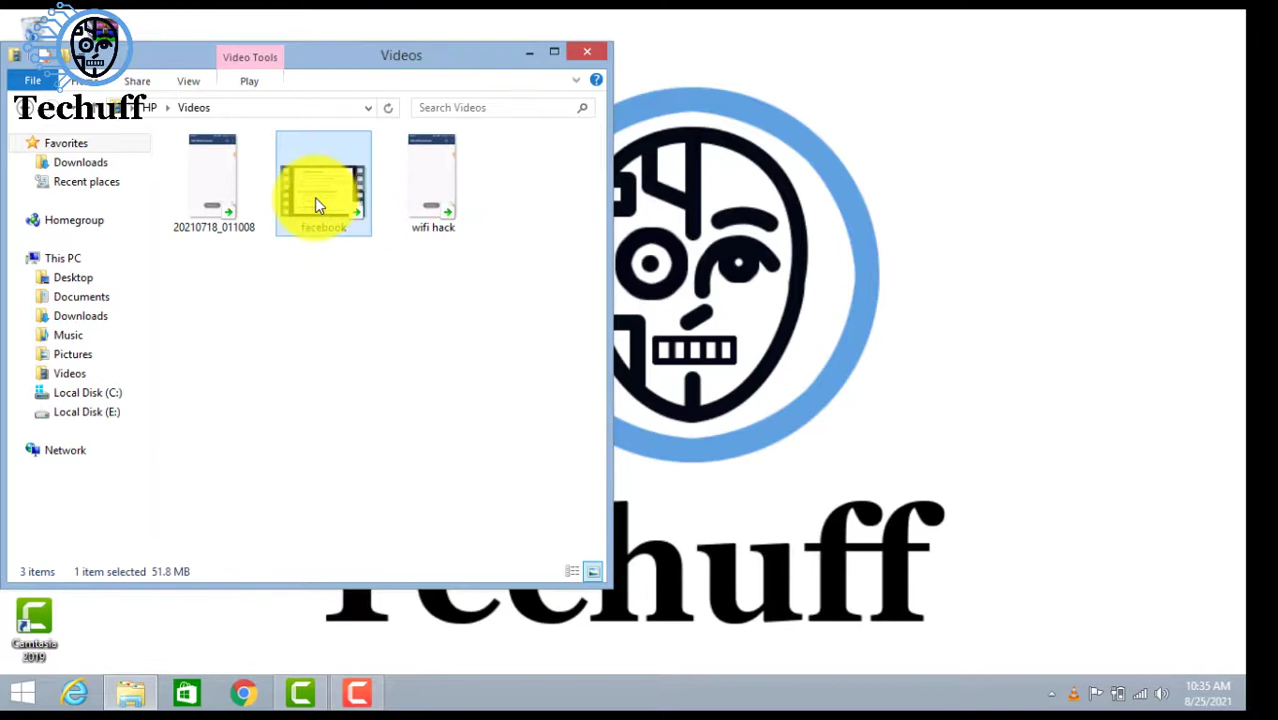 Video Tools
Videos
File
Share
View
Play
Techuff
HP
Videos
Search Videos
Favorites
Downloads
Recent places
Homegroup
This PC
Desktop
Documents
Downloads
Music
Pictures
Videos
Local Disk (C:)
Local Disk (E:)
Network
20210718_011008
facebook
wifi hack
3 items
1 item selected 51.8 MB
Techuff
Camtasia
2019
10:35 AM
8/25/2021